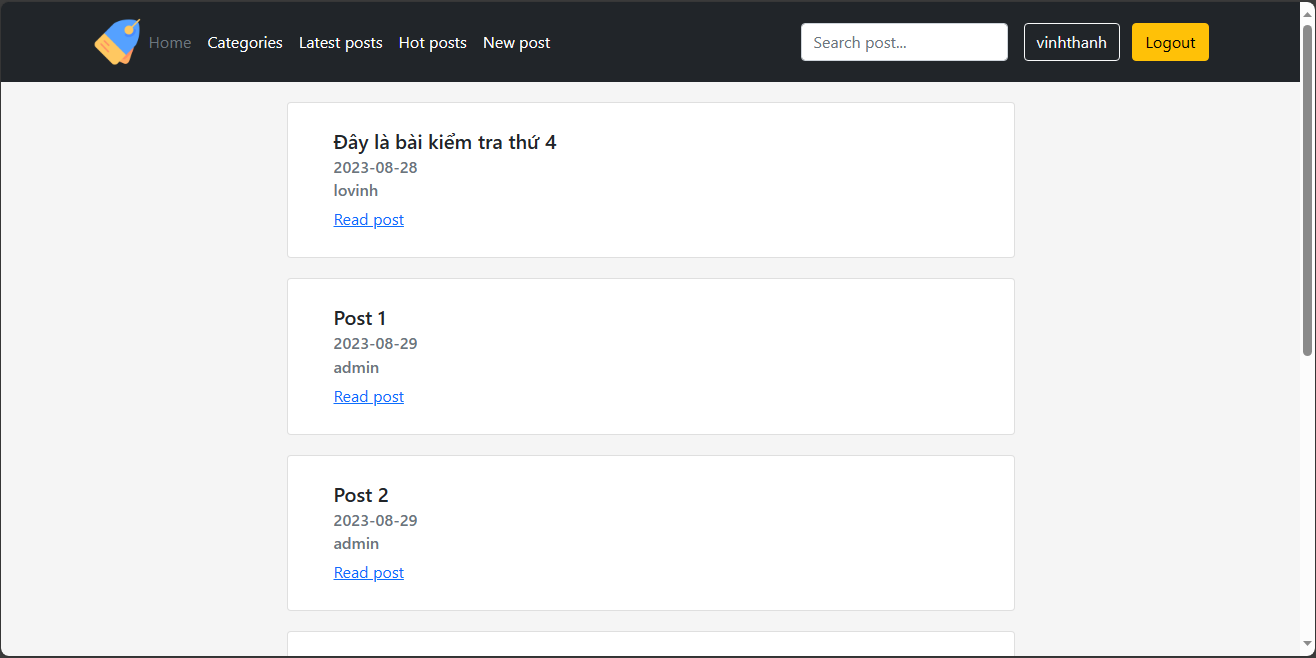 Home Categories Latest posts Hot posts New post Search post... vinhthanh Logout
Đây là bài kiểm tra thứ 4
2023-08-28
lovinh
Read post
Post 1
2023-08-29
admin
Read post
Post 2
2023-08-29
admin
Read post